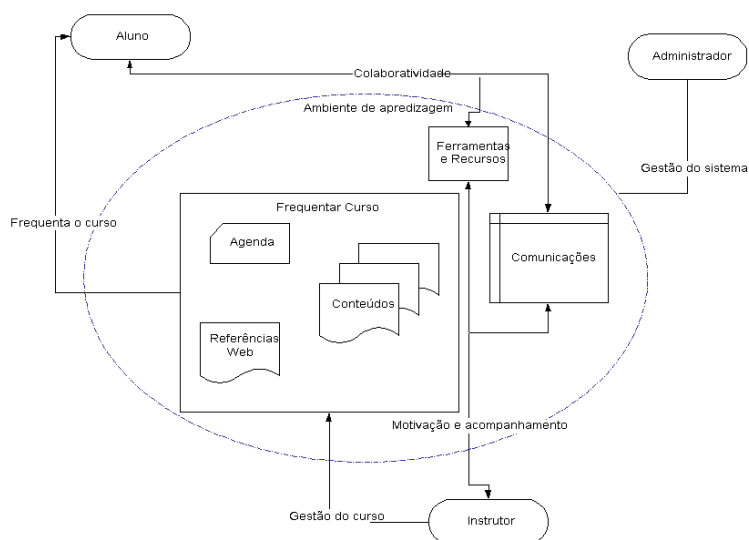 Aluno
Administrador
Colaboratividade
Ambiente de apredizagem
Ferramentas
e Recursos
Gestão do sistema
Frequentar Curso
Frequenta o curso
Agenda
Comunicações
Conteúdos
Referências
Web
Motivação e acompanhamento
Gestão do curso
Instrutor